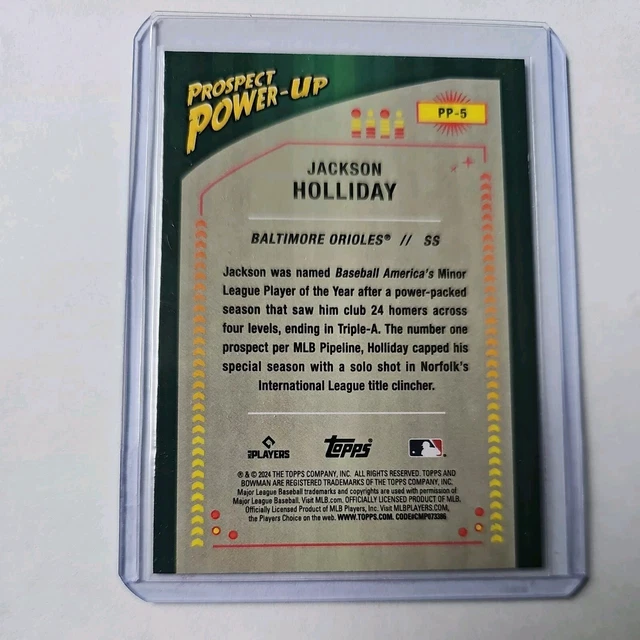 PROSPECT
POWER-UP
PP-5
JACKSON
HOLLIDAY
BALTIMORE ORIOLES® // SS
Jackson was named Baseball America's Minor
League Player of the Year after a power-packed
season that saw him club 24 homers across
four levels, ending in Triple-A. The number one
prospect per MLB Pipeline, Holliday capped his
special season with a solo shot in Norfolk's
International League title clincher.
PLAYERS
Topps
® & © 2024 THE TOPPS COMPANY, INC. ALL RIGHTS RESERVED. TOPPS AND
BOWMAN ARE REGISTERED TRADEMARKS OF THE TOPPS COMPANY, INC.
Major League Baseball trademarks and copyrights are used with permission of
Major League Baseball. Visit MLB.com. OFFICIALLY LICENSED PRODUCT OF MLB
Officially Licensed Product of MLB Players, Inc. Visit MLBPLAYERS.com,
the Players Choice on the web. WWW.TOPPS.COM. CODE#CMP073386